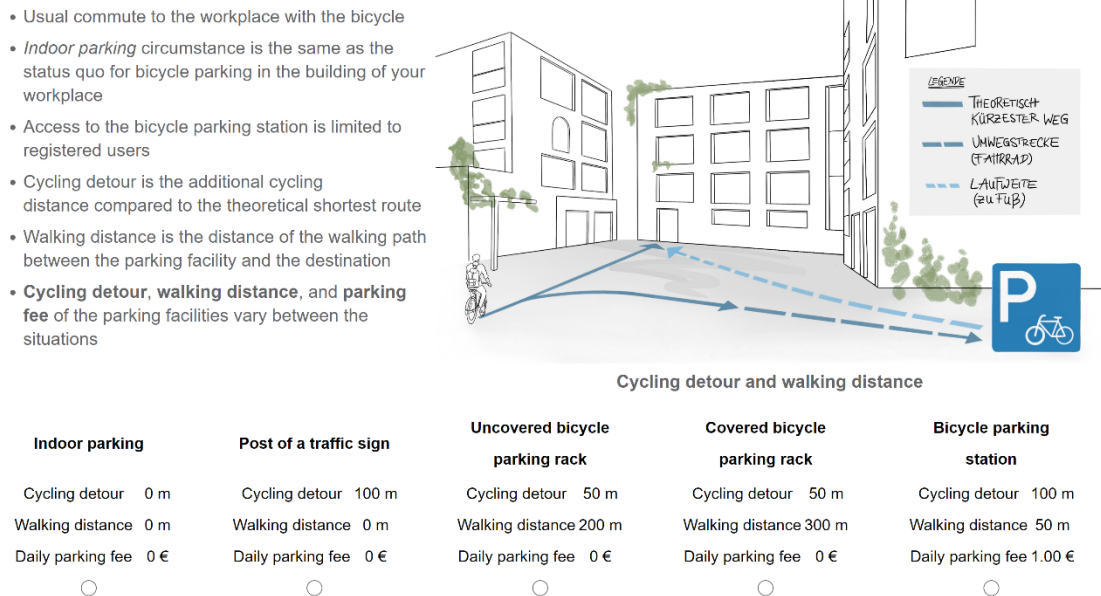 • Usual commute to the workplace with the bicycle
• Indoor parking circumstance is the same as the
status quo for bicycle parking in the building of your
workplace
• Access to the bicycle parking station is limited to
registered users
• Cycling detour is the additional cycling
distance compared to the theoretical shortest route
• Walking distance is the distance of the walking path
between the parking facility and the destination
• Cycling detour, walking distance, and parking
fee of the parking facilities vary between the
situations
LEGENDE
THEORETISCH
KÜRZESTER WEG
UMWEGSTRECKE
(FAHRRAD)
LAUFWEITE
(ZU FUß)
P
Cycling detour and walking distance
Indoor parking
Cycling detour 0 m
Walking distance 0 m
Daily parking fee 0 €
Post of a traffic sign
Cycling detour 100 m
Walking distance 0 m
Daily parking fee 0 €
Uncovered bicycle
parking rack
Cycling detour 50 m
Walking distance 200 m
Daily parking fee 0 €
Covered bicycle
parking rack
Cycling detour 50 m
Walking distance 300 m
Daily parking fee 0 €
Bicycle parking
station
Cycling detour 100 m
Walking distance 50 m
Daily parking fee 1.00 €